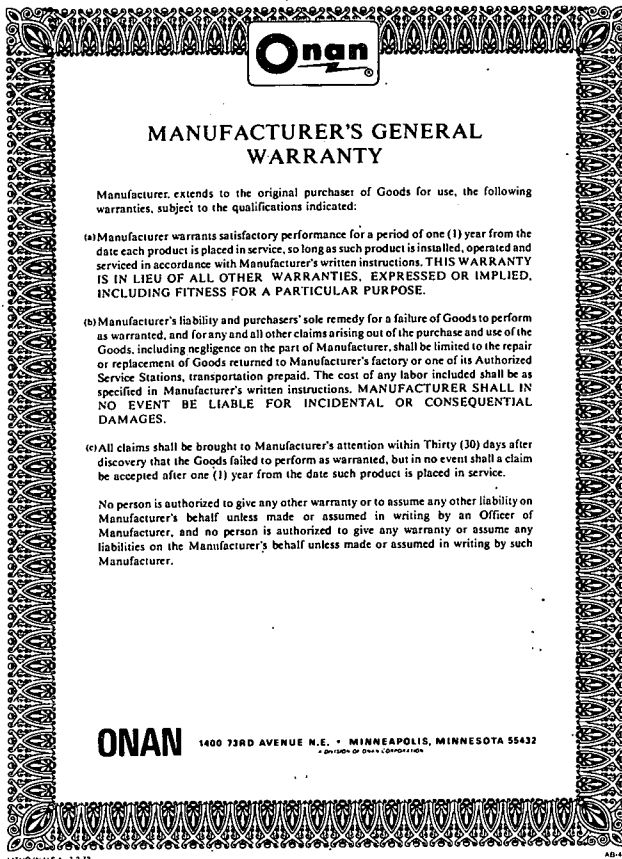 Onan
®
MANUFACTURER'S GENERAL
WARRANTY
Manufacturer, extends to the original purchaser of Goods for use, the following
warranties, subject to the qualifications indicated:
(a) Manufacturer warrants satisfactory performance for a period of one (1) year from the
date each product is placed in service, so long as such product is installed, operated and
serviced in accordance with Manufacturer's written instructions. THIS WARRANTY
IS IN LIEU OF ALL OTHER WARRANTIES, EXPRESSED OR IMPLIED,
INCLUDING FITNESS FOR A PARTICULAR PURPOSE.
(b) Manufacturer's liability and purchasers' sole remedy for a failure of Goods to perform
as warranted, and for any and all other claims arising out of the purchase and use of the
Goods, including negligence on the part of Manufacturer, shall be limited to the repair
or replacement of Goods returned to Manufacturer's factory or one of its Authorized
Service Stations, transportation prepaid. The cost of any labor included shall be as
specified in Manufacturer's written instructions. MANUFACTURER SHALL IN
NO EVENT BE LIABLE FOR INCIDENTAL OR CONSEQUENTIAL
DAMAGES.
(c) All claims shall be brought to Manufacturer's attention within Thirty (30) days after
discovery that the Goods failed to perform as warranted, but in no event shall a claim
be accepted after one (1) year from the date such product is placed in service.
No person is authorized to give any other warranty or to assume any other liability on
Manufacturer's behalf unless made or assumed in writing by an Officer of
Manufacturer, and no person is authorized to give any warranty or assume any
liabilities on the Manufacturer's behalf unless made or assumed in writing by such
Manufacturer.
ONAN 1400 73RD AVENUE N.E. • MINNEAPOLIS, MINNESOTA 55432
A DIVISION OF ONAN CORPORATION